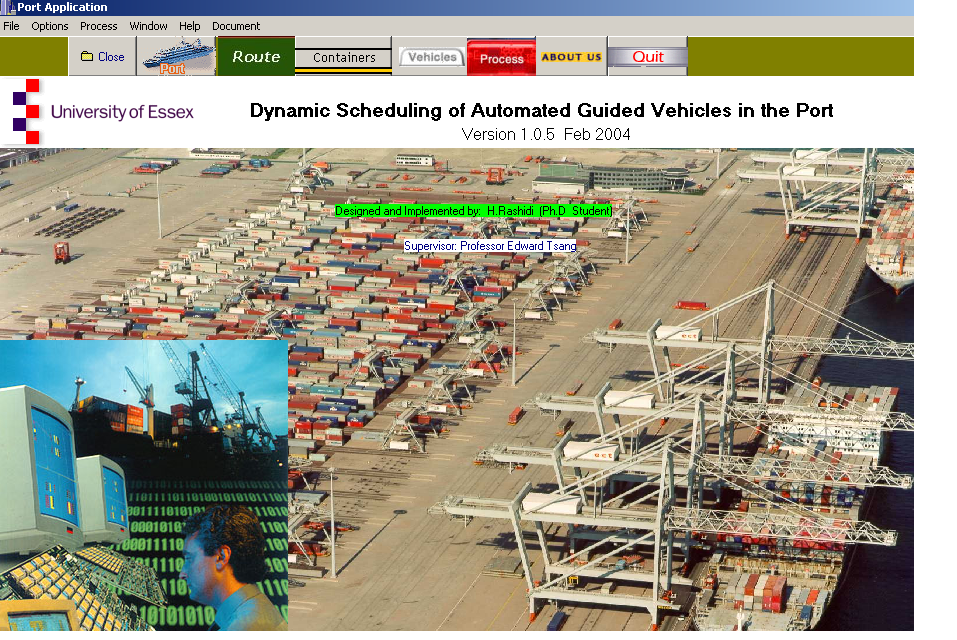 Port Application
File Options Process Window Help Document
Close Port Route Containers Vehicles Process ABOUT US Quit
University of Essex
Dynamic Scheduling of Automated Guided Vehicles in the Port
Version 1.0.5 Feb 2004
Designed and Implemented by: H.Rashidi (Ph.D Student)
Supervisor: Professor Edward Tsang
ect
ect